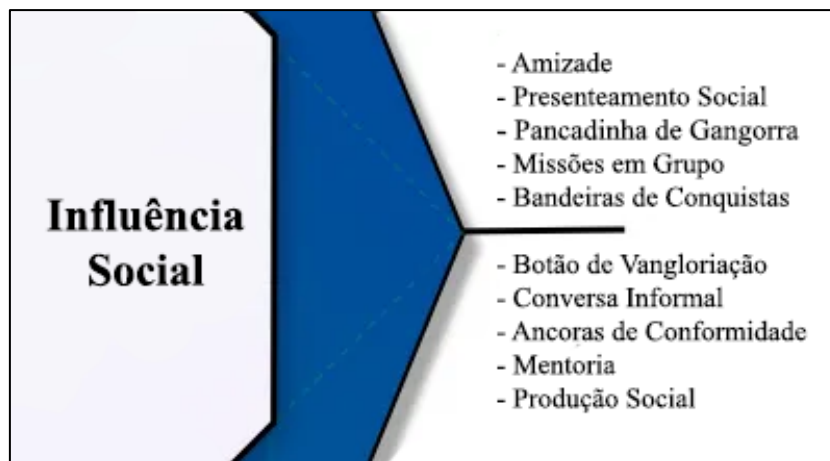 Influência
Social
- Amizade
- Presenteamento Social
- Pancadinha de Gangorra
- Missões em Grupo
- Bandeiras de Conquistas
- Botão de Vangloriação
- Conversa Informal
- Ancoras de Conformidade
- Mentoria
- Produção Social